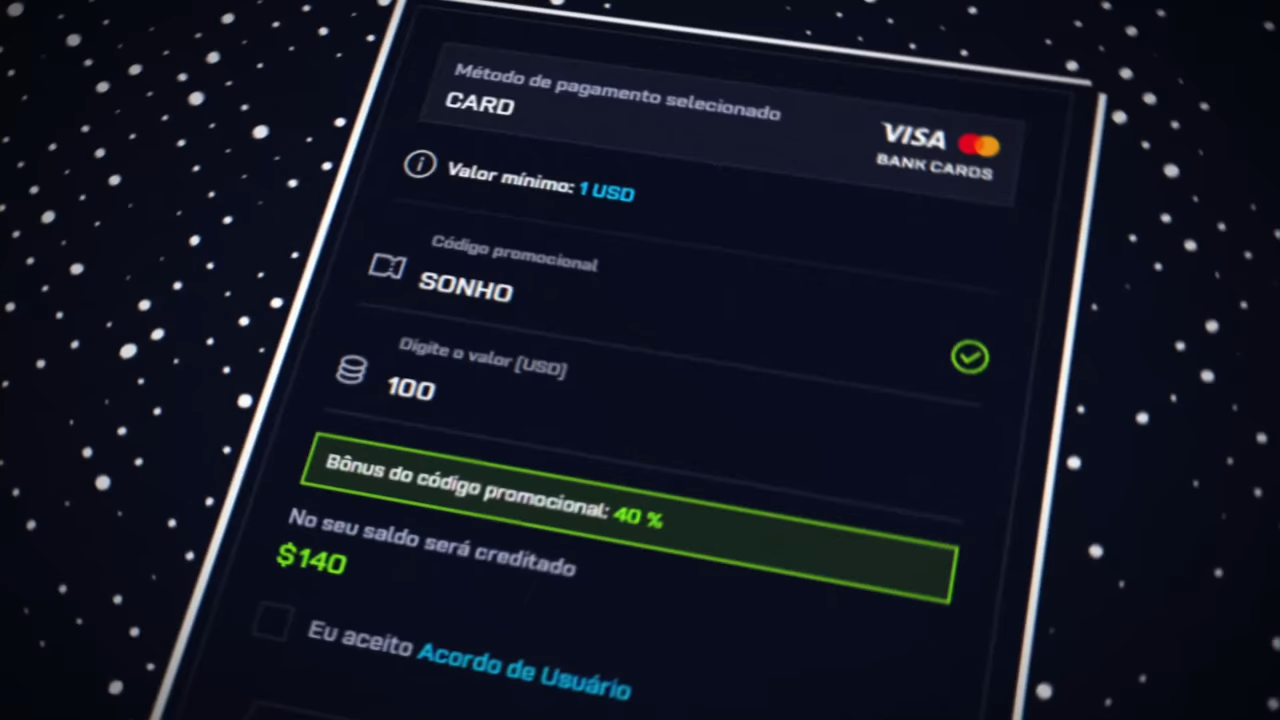 Método de pagamento selecionado
CARD
VISA
BANK CARDS
Valor mínimo: 1 USD
Código promocional
SONHO
Digite o valor (USD)
100
Bônus do código promocional: 40 %
No seu saldo será creditado
$140
Eu aceito Acordo de Usuário